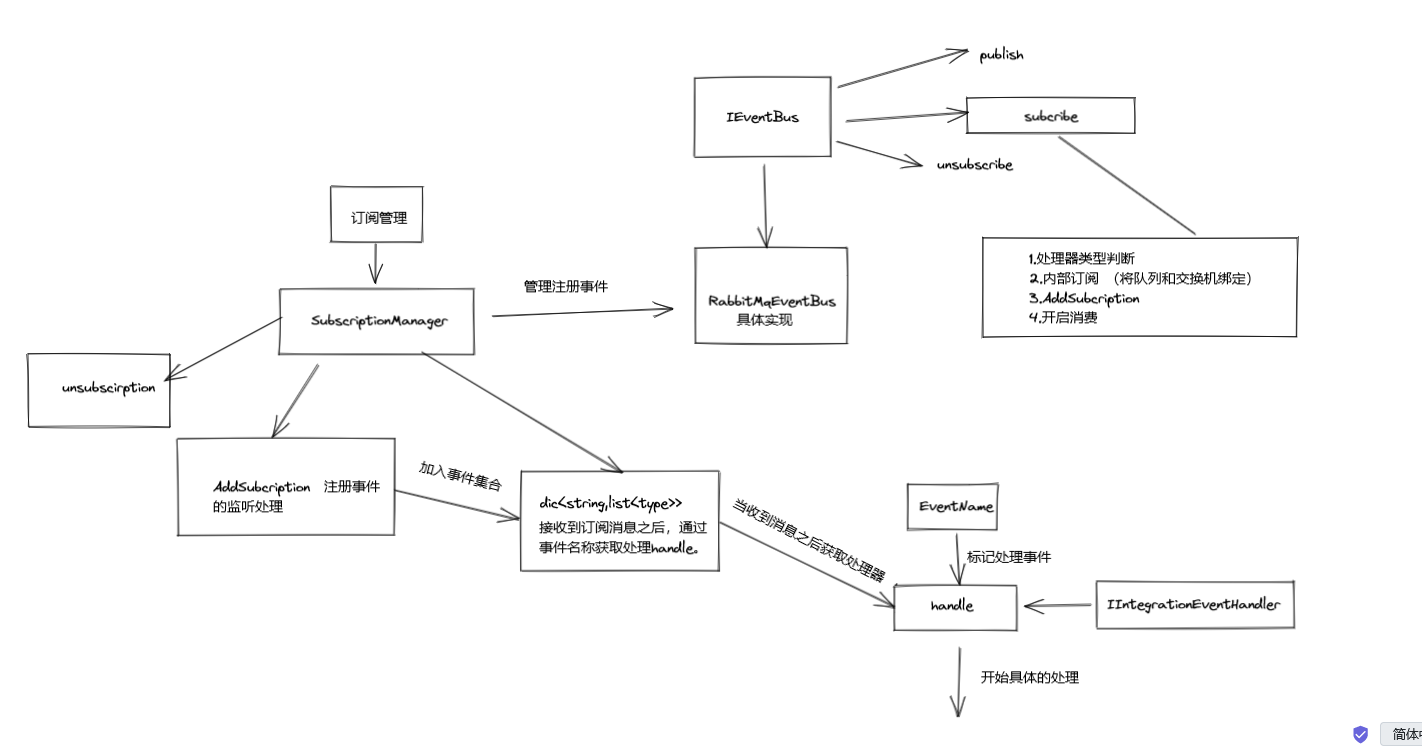 publish
IEventBus
subcribe
unsubscribe
订阅管理
1.处理器类型判断
2.内部订阅 （将队列和交换机绑定）
3.AddSubcription
4.开启消费
管理注册事件
RabbitMqEventBus
具体实现
SubscriptionManager
unsubscirption
加入事件集合
AddSubcription 注册事件
的监听处理
dic<string,list<type>>
接收到订阅消息之后，通过
事件名称获取处理handle。
当收到消息之后获取处理器
EventName
标记处理事件
handle
IIntegrationEventHandler
开始具体的处理